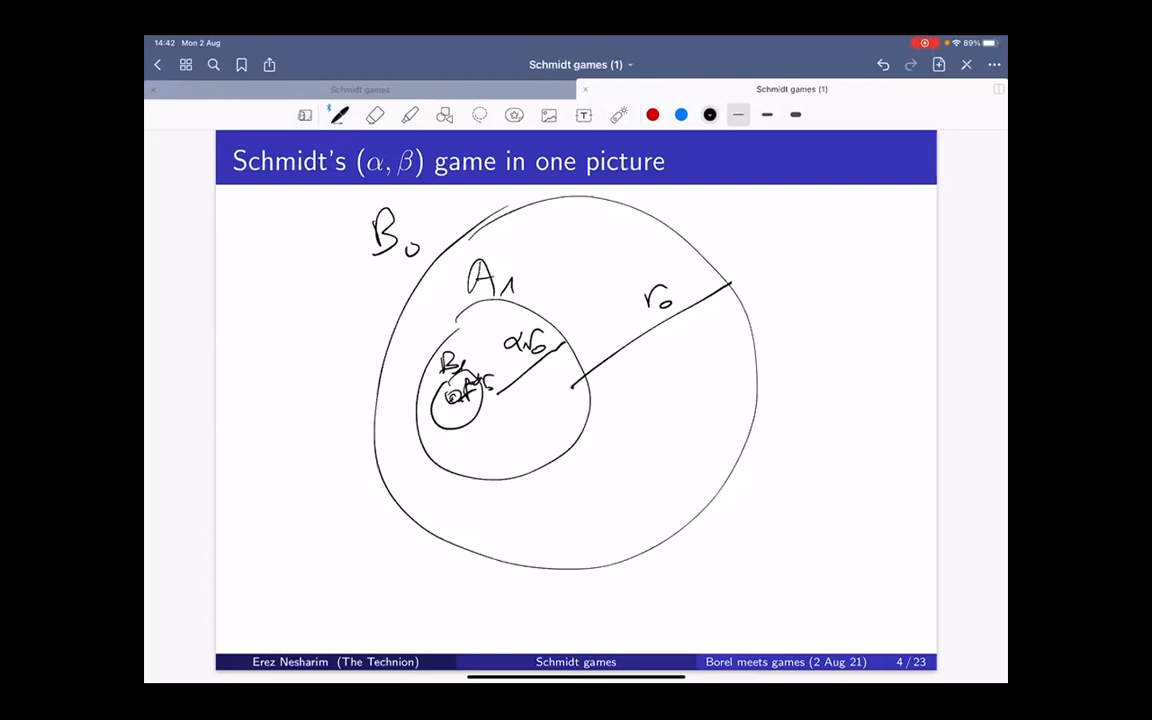 14:42 Mon 2 Aug
89%
Schmidt games (1)
Schmidt games
Schmidt games (1)
Schmidt's (α, β) game in one picture
B₀
A₁
r₀
αr₀
B₁
Erez Nesharim (The Technion)
Schmidt games
Borel meets games (2 Aug 21)
4 / 23